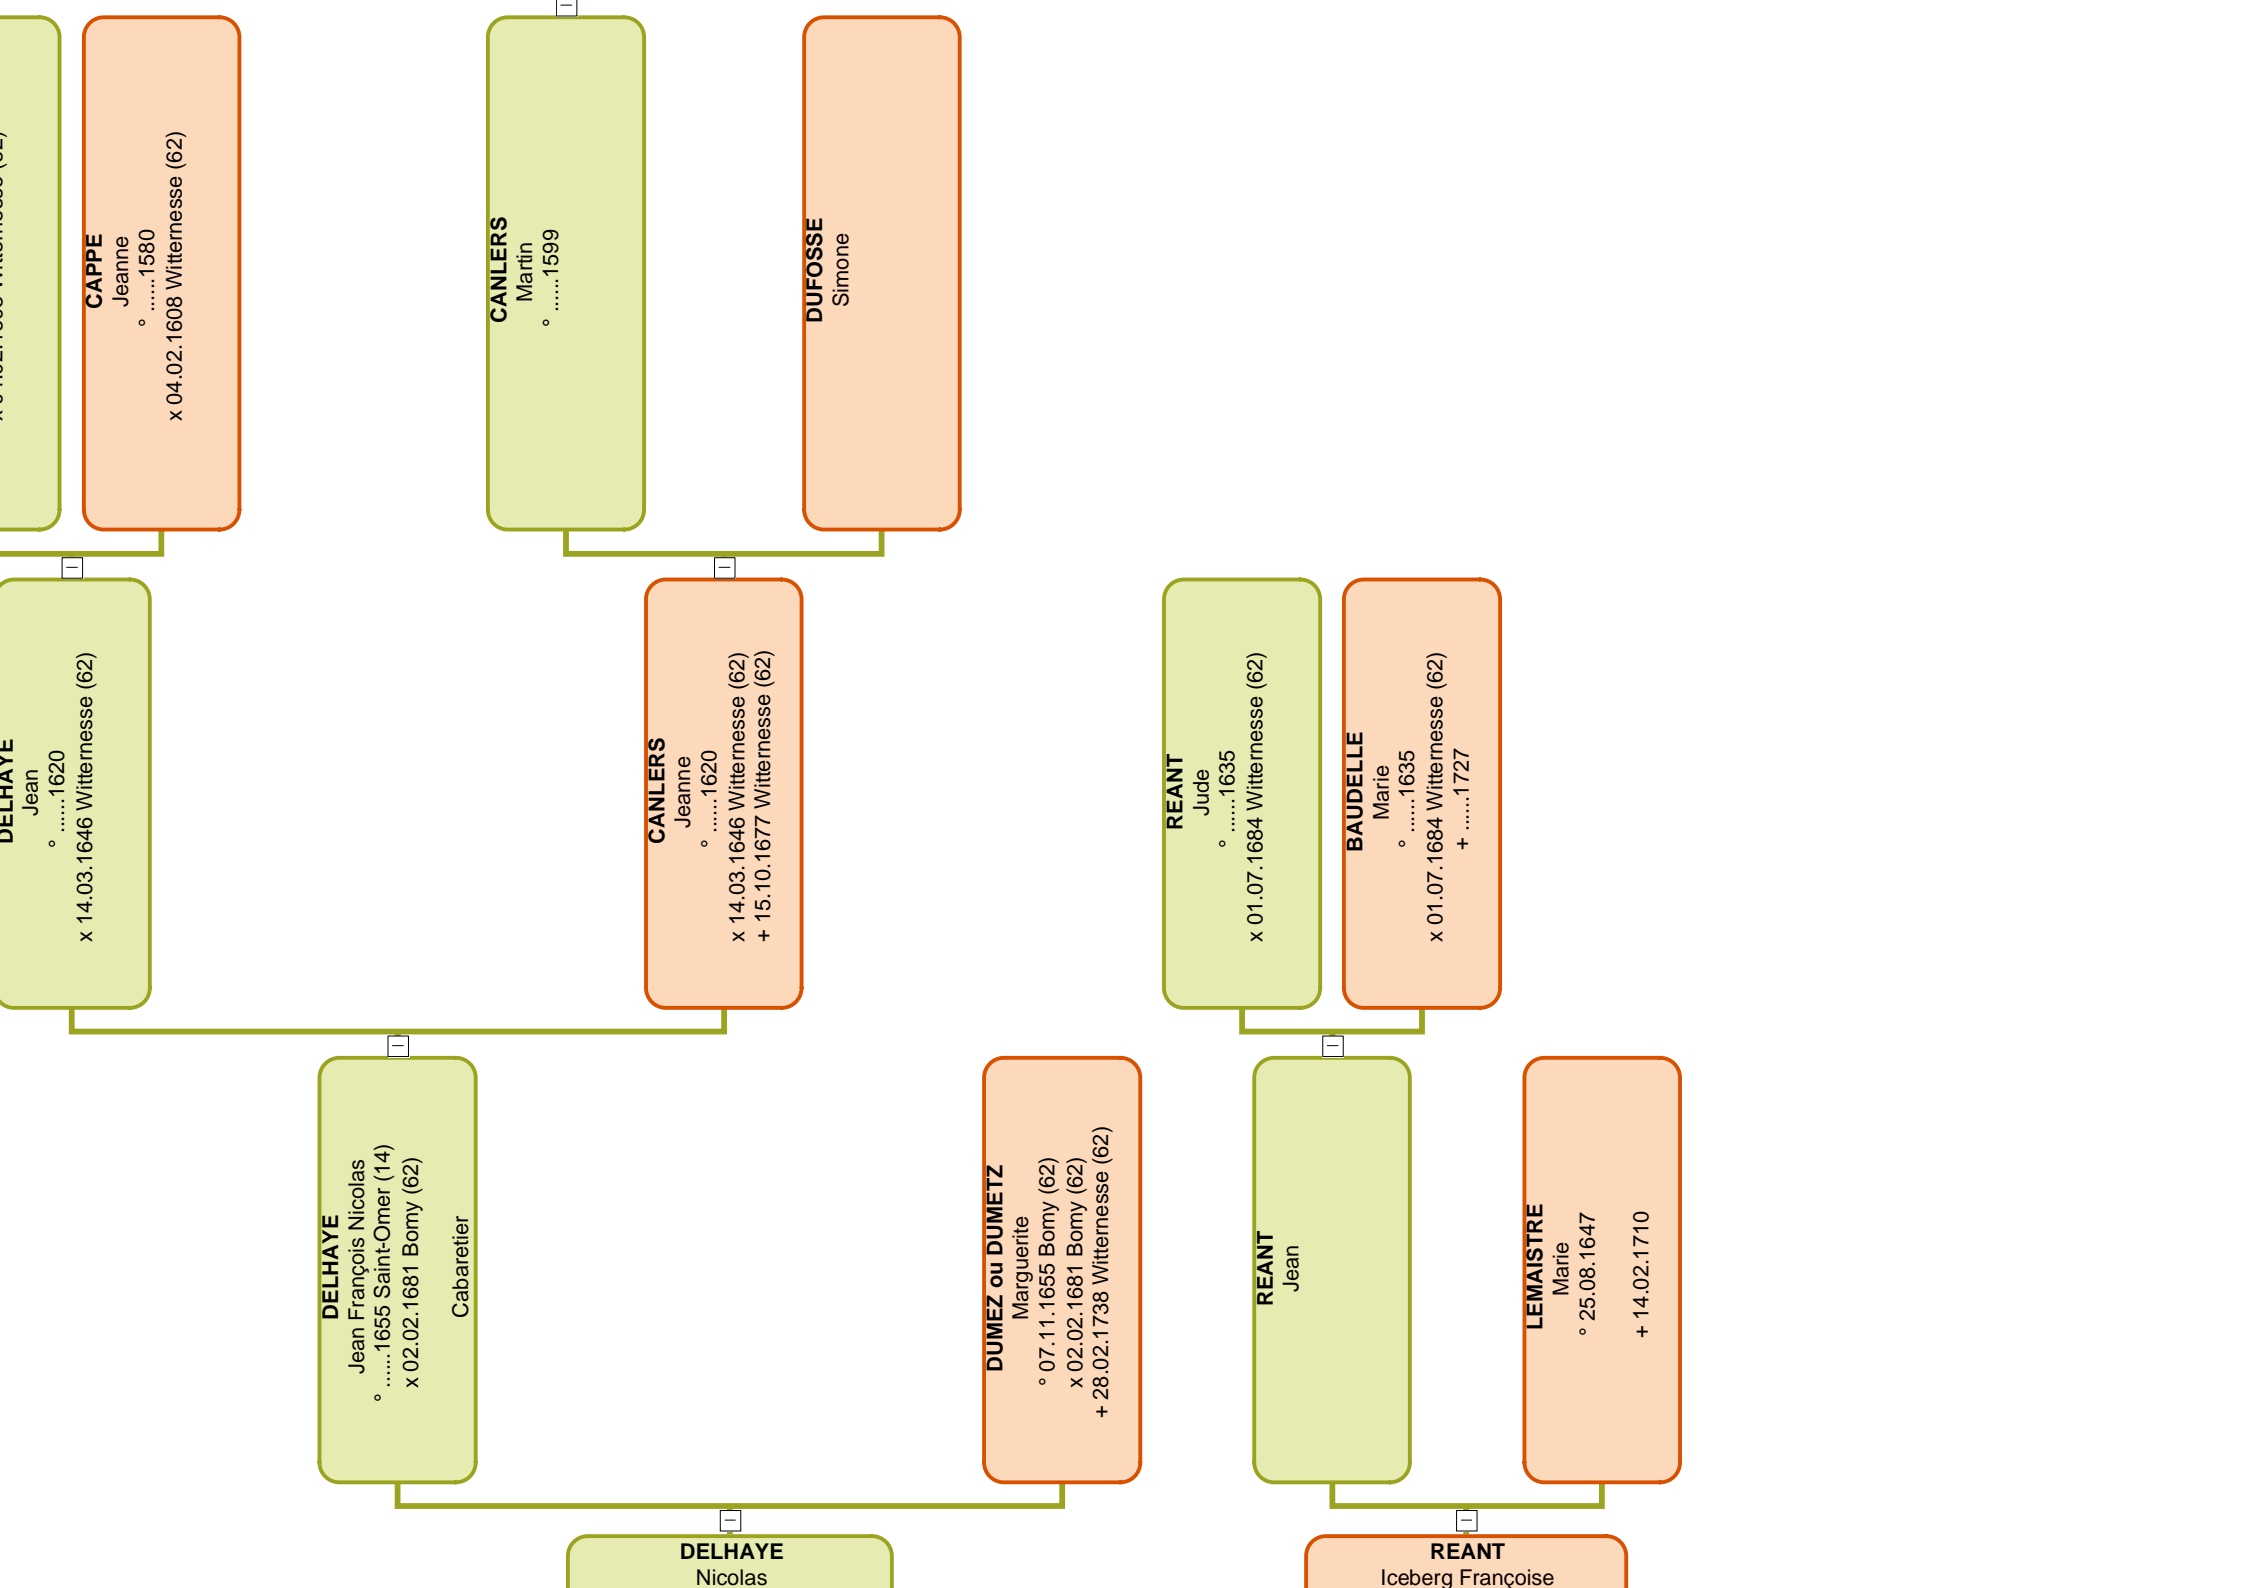 CAPPE
Jeanne
° ......1580
x 04.02.1608 Witternesse (62)
CANLERS
Martin
° ......1599
DUFOSSE
Simone
DELHAYE
Jean
° ......1620
x 14.03.1646 Witternesse (62)
CANLERS
Jeanne
° ......1620
x 14.03.1646 Witternesse (62)
+ 15.10.1677 Witternesse (62)
REANT
Jude
° ......1635
x 01.07.1684 Witternesse (62)
BAUDELLE
Marie
° ......1635
x 01.07.1684 Witternesse (62)
+ ......1727
DELHAYE
Jean François Nicolas
° ......1655 Saint-Omer (14)
x 02.02.1681 Bomy (62)
Cabaretier
DUMEZ ou DUMETZ
Marguerite
° 07.11.1655 Bomy (62)
x 02.02.1681 Bomy (62)
+ 28.02.1738 Witternesse (62)
REANT
Jean
LEMAISTRE
Marie
° 25.08.1647
+ 14.02.1710
DELHAYE
Nicolas
REANT
Iceberg Françoise